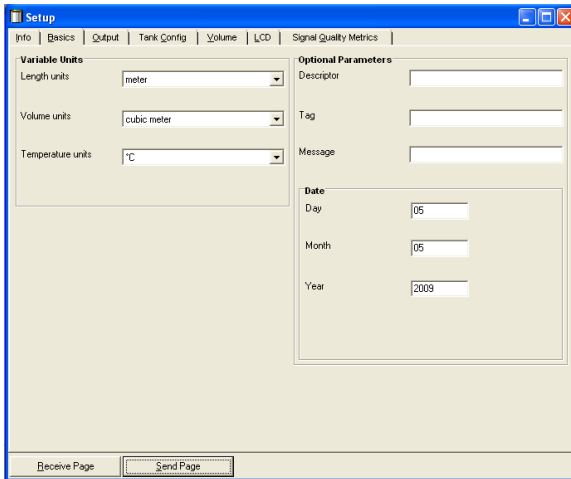 Setup
Info Basics Output Tank Config Volume LCD Signal Quality Metrics
Variable Units
Length units meter
Volume units cubic meter
Temperature units °C
Optional Parameters
Descriptor
Tag
Message
Date
Day 05
Month 05
Year 2009
Receive Page Send Page